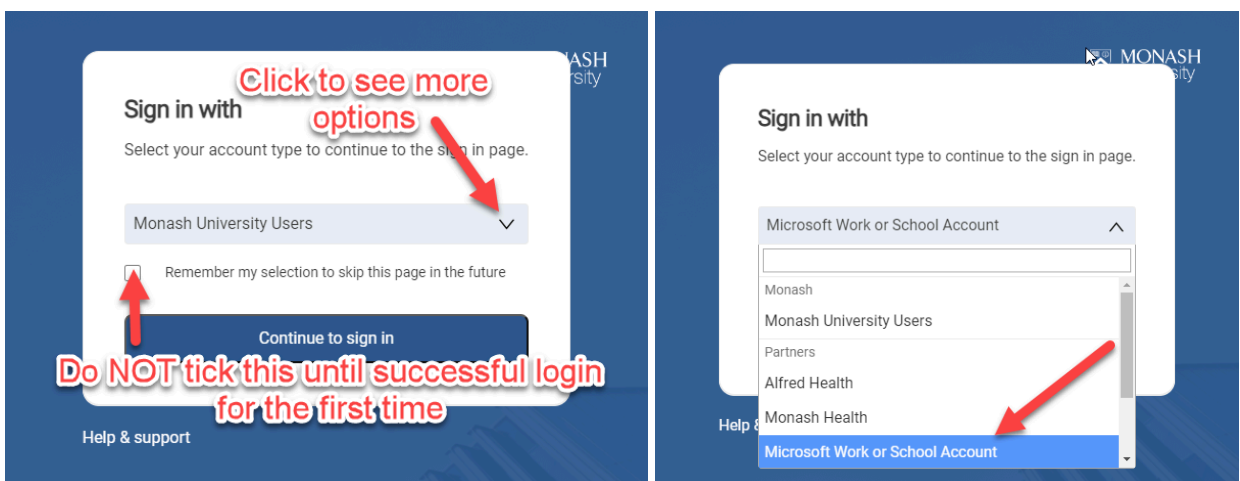 ASH
rsity
Click to see more
options
Sign in with
Select your account type to continue to the sign in page.
Monash University Users
Remember my selection to skip this page in the future
Continue to sign in
Do NOT tick this until successful login
for the first time
Help & support
MONASH
sity
Sign in with
Select your account type to continue to the sign in page.
Microsoft Work or School Account
Monash
Monash University Users
Partners
Alfred Health
Monash Health
Help &
Microsoft Work or School Account